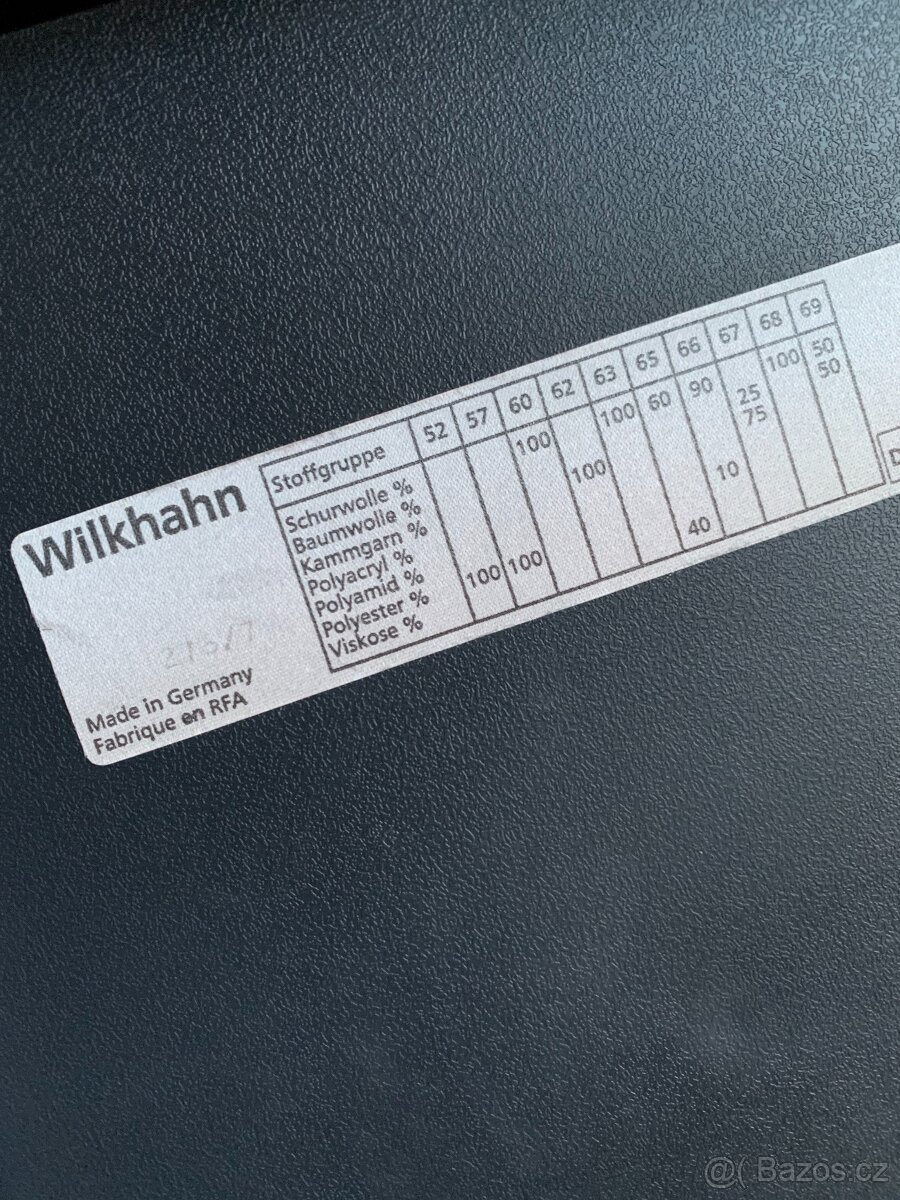 Wilkhahn
21017
Made in Germany
Fabrique en RFA
Stoffgruppe 52 57 60 62 63 65 66 67 68 69
Schurwolle % 100 100 60 90 100 50
Baumwolle % 25 50
Kammgarn % 100 75
Polyacryl %
Polyamid % 10
Polyester % 100 100
Viskose % 40
D
@( Bazos.cz